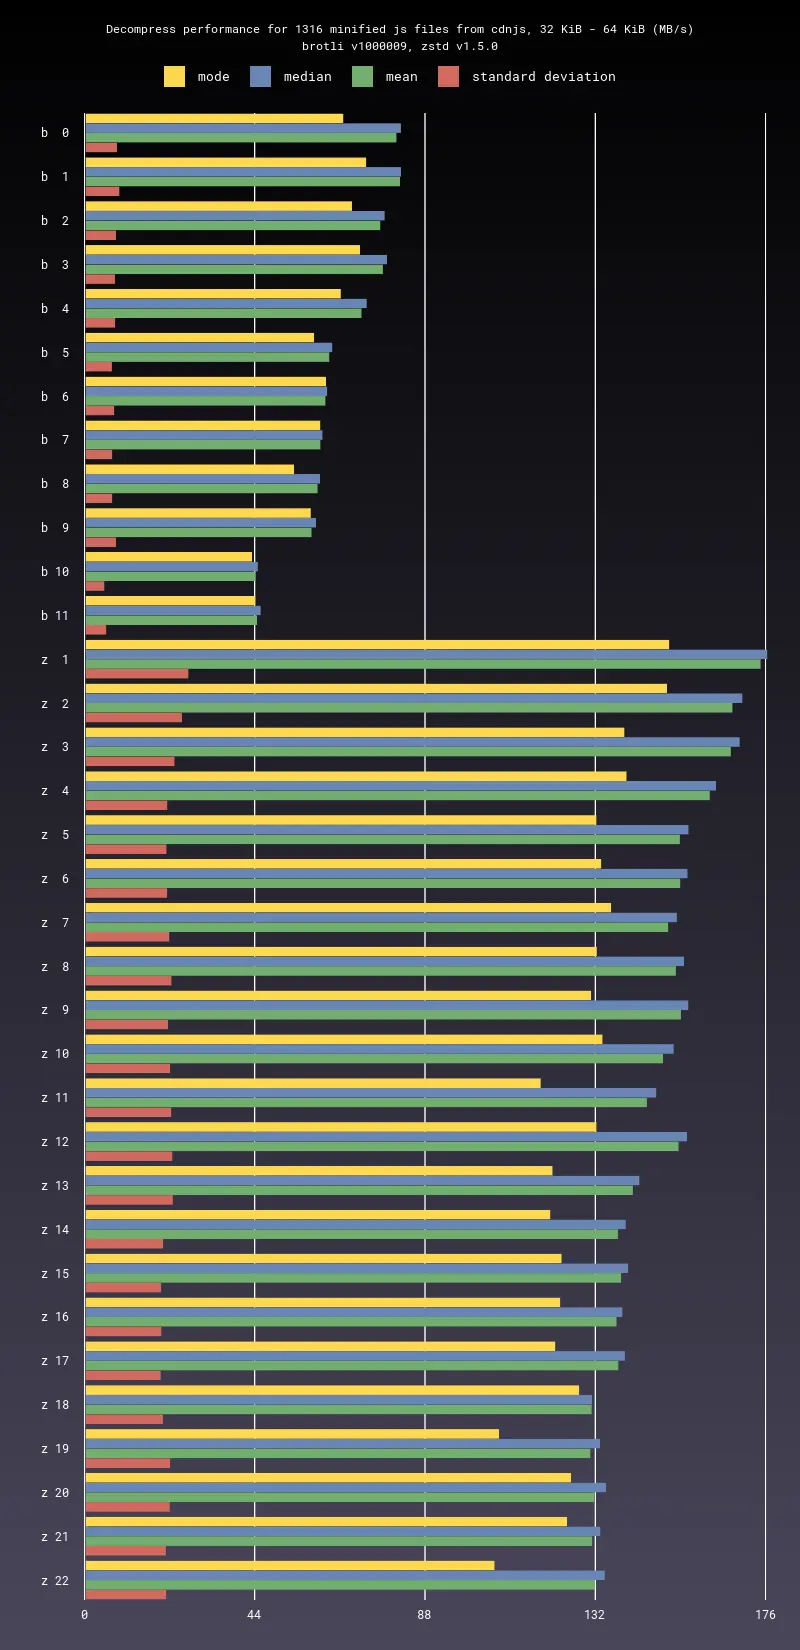 Decompress performance for 1316 minified js files from cdnjs, 32 KiB - 64 KiB (MB/s)
brotli v1000009, zstd v1.5.0
mode median mean standard deviation
b 0
b 1
b 2
b 3
b 4
b 5
b 6
b 7
b 8
b 9
b 10
b 11
z 1
z 2
z 3
z 4
z 5
z 6
z 7
z 8
z 9
z 10
z 11
z 12
z 13
z 14
z 15
z 16
z 17
z 18
z 19
z 20
z 21
z 22
0 44 88 132 176